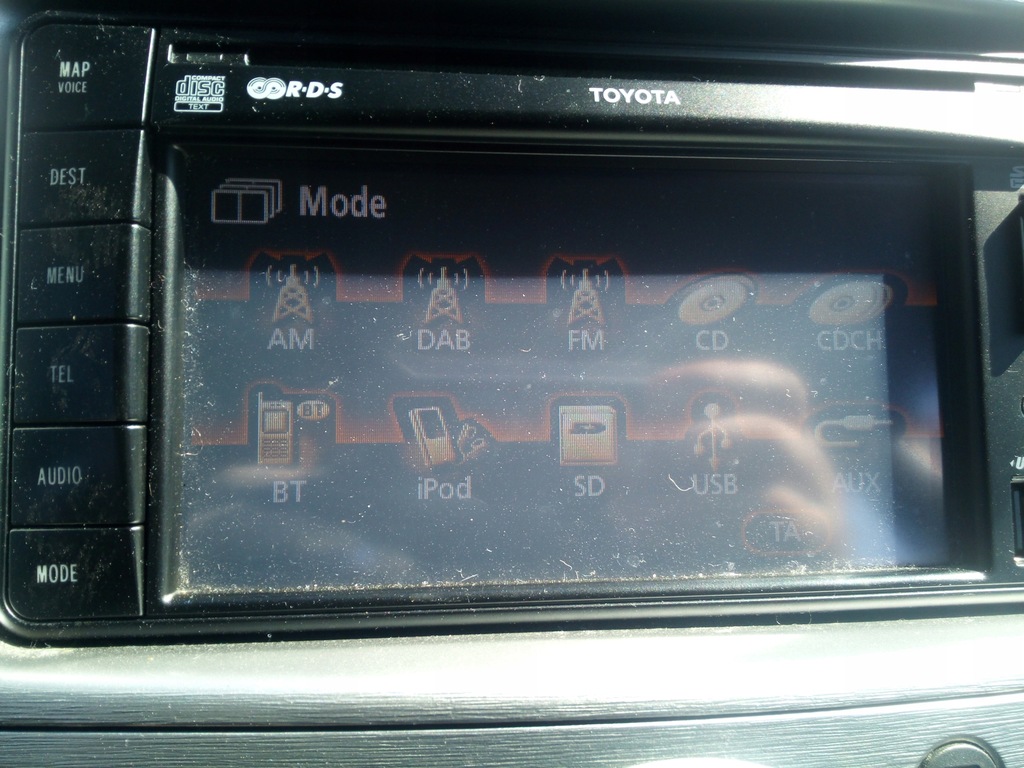 MAP
VOICE
DEST
MENU
TEL
AUDIO
MODE
COMPACT
disc
DIGITAL AUDIO
TEXT
R·D·S
TOYOTA
Mode
AM DAB FM CD CDCH
BT iPod SD USB AUX
TA